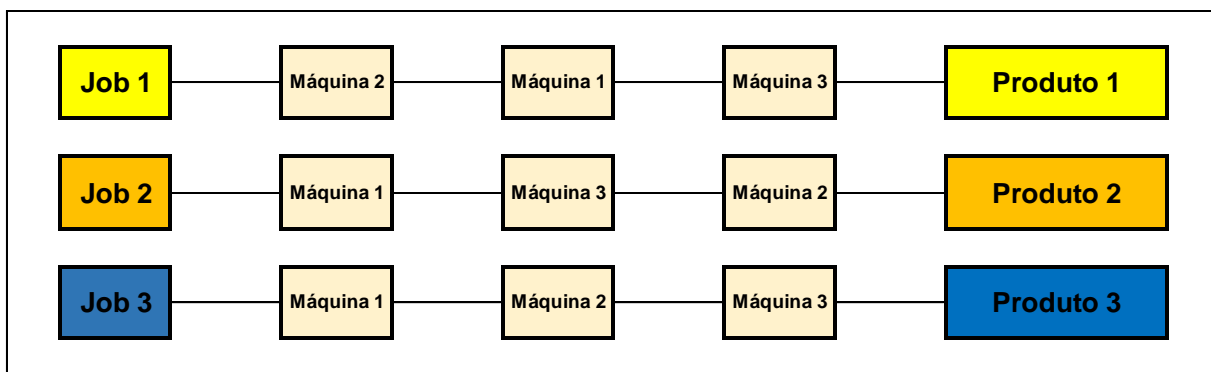 Job 1 Máquina 2 Máquina 1 Máquina 3 Produto 1
Job 2 Máquina 1 Máquina 3 Máquina 2 Produto 2
Job 3 Máquina 1 Máquina 2 Máquina 3 Produto 3